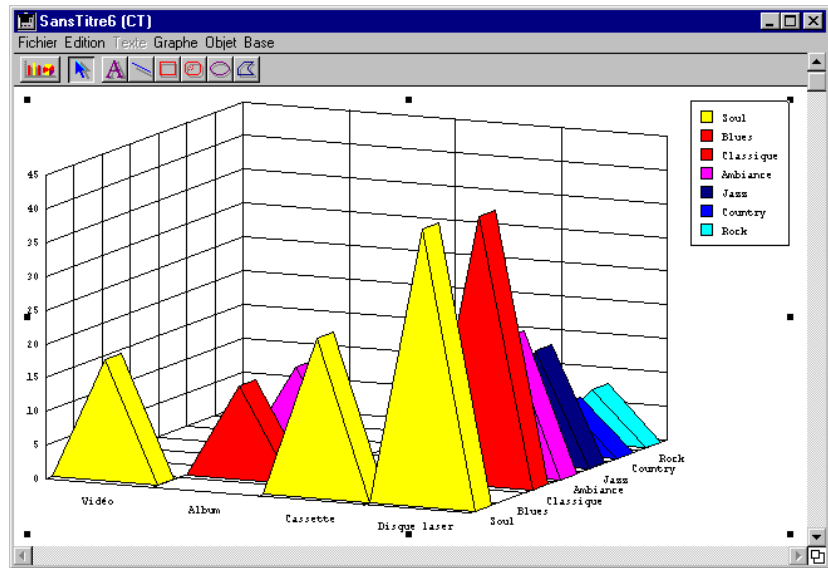 SansTitre6 (CT)
Fichier Edition Texte Graphe Objet Base
A
Soul
Blues
Classique
Ambiance
Jazz
Country
Rock
45
40
35
30
25
20
15
10
5
0
Vidéo
Album
Cassette
Disque laser
Soul
Blues
Classique
Ambiance
Jazz
Country
Rock